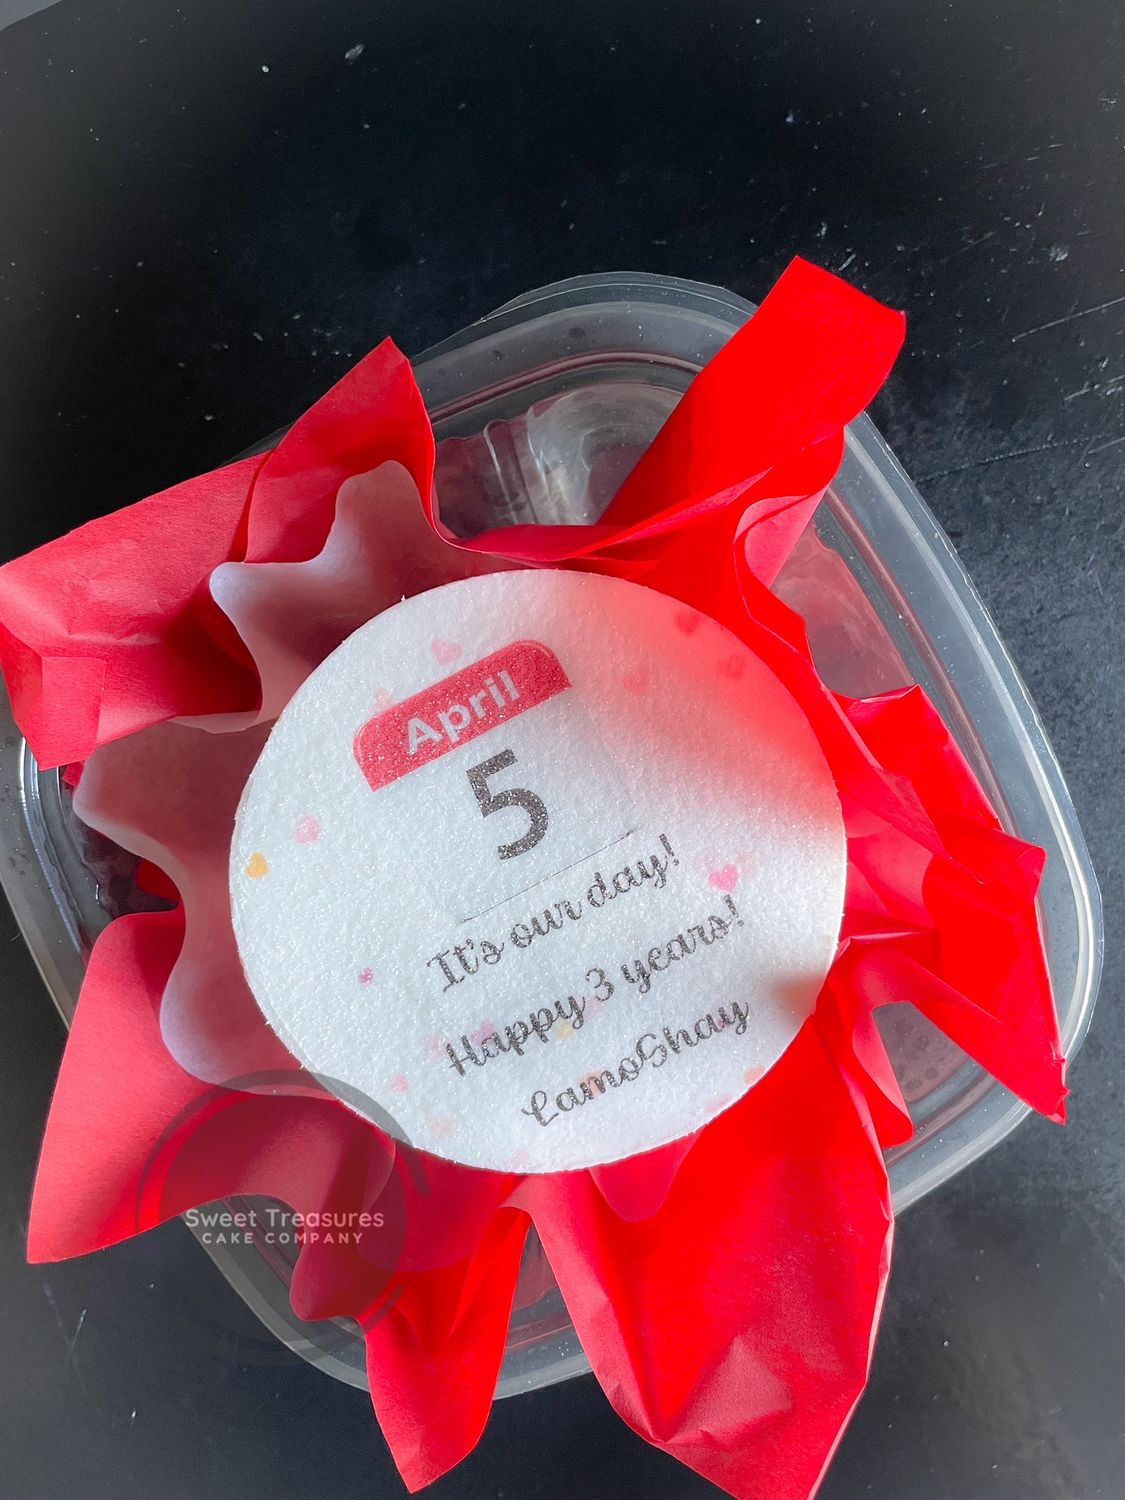 April
5
It's our day!
Happy 3 years!
LamoShay
Sweet Treasures
CAKE COMPANY